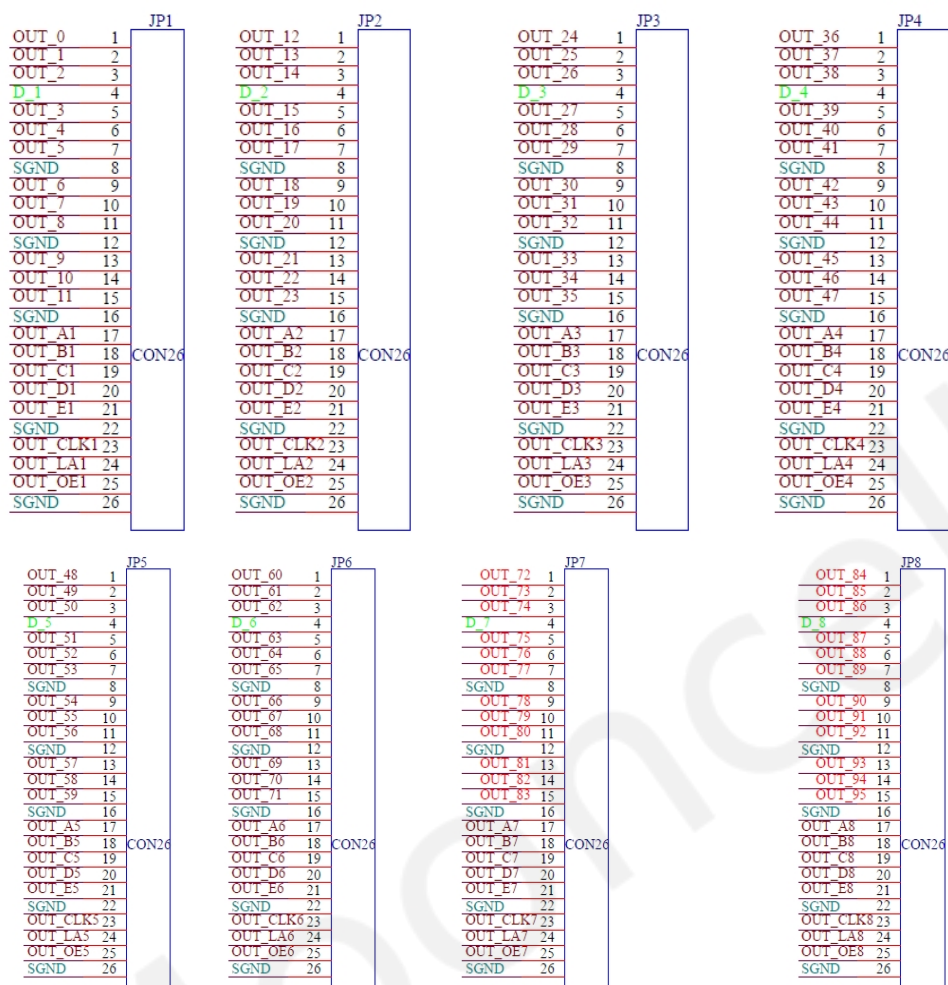 JP1
OUT_0 1
OUT_1 2
OUT_2 3
D_1 4
OUT_3 5
OUT_4 6
OUT_5 7
SGND 8
OUT_6 9
OUT_7 10
OUT_8 11
SGND 12
OUT_9 13
OUT_10 14
OUT_11 15
SGND 16
OUT_A1 17
OUT_B1 18 CON26
OUT_C1 19
OUT_D1 20
OUT_E1 21
SGND 22
OUT_CLK1 23
OUT_LA1 24
OUT_OE1 25
SGND 26
JP2
OUT_12 1
OUT_13 2
OUT_14 3
D_2 4
OUT_15 5
OUT_16 6
OUT_17 7
SGND 8
OUT_18 9
OUT_19 10
OUT_20 11
SGND 12
OUT_21 13
OUT_22 14
OUT_23 15
SGND 16
OUT_A2 17
OUT_B2 18 CON26
OUT_C2 19
OUT_D2 20
OUT_E2 21
SGND 22
OUT_CLK2 23
OUT_LA2 24
OUT_OE2 25
SGND 26
JP3
OUT_24 1
OUT_25 2
OUT_26 3
D_3 4
OUT_27 5
OUT_28 6
OUT_29 7
SGND 8
OUT_30 9
OUT_31 10
OUT_32 11
SGND 12
OUT_33 13
OUT_34 14
OUT_35 15
SGND 16
OUT_A3 17
OUT_B3 18 CON26
OUT_C3 19
OUT_D3 20
OUT_E3 21
SGND 22
OUT_CLK3 23
OUT_LA3 24
OUT_OE3 25
SGND 26
JP4
OUT_36 1
OUT_37 2
OUT_38 3
D_4 4
OUT_39 5
OUT_40 6
OUT_41 7
SGND 8
OUT_42 9
OUT_43 10
OUT_44 11
SGND 12
OUT_45 13
OUT_46 14
OUT_47 15
SGND 16
OUT_A4 17
OUT_B4 18 CON26
OUT_C4 19
OUT_D4 20
OUT_E4 21
SGND 22
OUT_CLK4 23
OUT_LA4 24
OUT_OE4 25
SGND 26
JP5
OUT_48 1
OUT_49 2
OUT_50 3
D_5 4
OUT_51 5
OUT_52 6
OUT_53 7
SGND 8
OUT_54 9
OUT_55 10
OUT_56 11
SGND 12
OUT_57 13
OUT_58 14
OUT_59 15
SGND 16
OUT_A5 17
OUT_B5 18 CON26
OUT_C5 19
OUT_D5 20
OUT_E5 21
SGND 22
OUT_CLK5 23
OUT_LA5 24
OUT_OE5 25
SGND 26
JP6
OUT_60 1
OUT_61 2
OUT_62 3
D_6 4
OUT_63 5
OUT_64 6
OUT_65 7
SGND 8
OUT_66 9
OUT_67 10
OUT_68 11
SGND 12
OUT_69 13
OUT_70 14
OUT_71 15
SGND 16
OUT_A6 17
OUT_B6 18 CON26
OUT_C6 19
OUT_D6 20
OUT_E6 21
SGND 22
OUT_CLK6 23
OUT_LA6 24
OUT_OE6 25
SGND 26
JP7
OUT_72 1
OUT_73 2
OUT_74 3
D_7 4
OUT_75 5
OUT_76 6
OUT_77 7
SGND 8
OUT_78 9
OUT_79 10
OUT_80 11
SGND 12
OUT_81 13
OUT_82 14
OUT_83 15
SGND 16
OUT_A7 17
OUT_B7 18 CON26
OUT_C7 19
OUT_D7 20
OUT_E7 21
SGND 22
OUT_CLK7 23
OUT_LA7 24
OUT_OE7 25
SGND 26
JP8
OUT_84 1
OUT_85 2
OUT_86 3
D_8 4
OUT_87 5
OUT_88 6
OUT_89 7
SGND 8
OUT_90 9
OUT_91 10
OUT_92 11
SGND 12
OUT_93 13
OUT_94 14
OUT_95 15
SGND 16
OUT_A8 17
OUT_B8 18 CON26
OUT_C8 19
OUT_D8 20
OUT_E8 21
SGND 22
OUT_CLK8 23
OUT_LA8 24
OUT_OE8 25
SGND 26